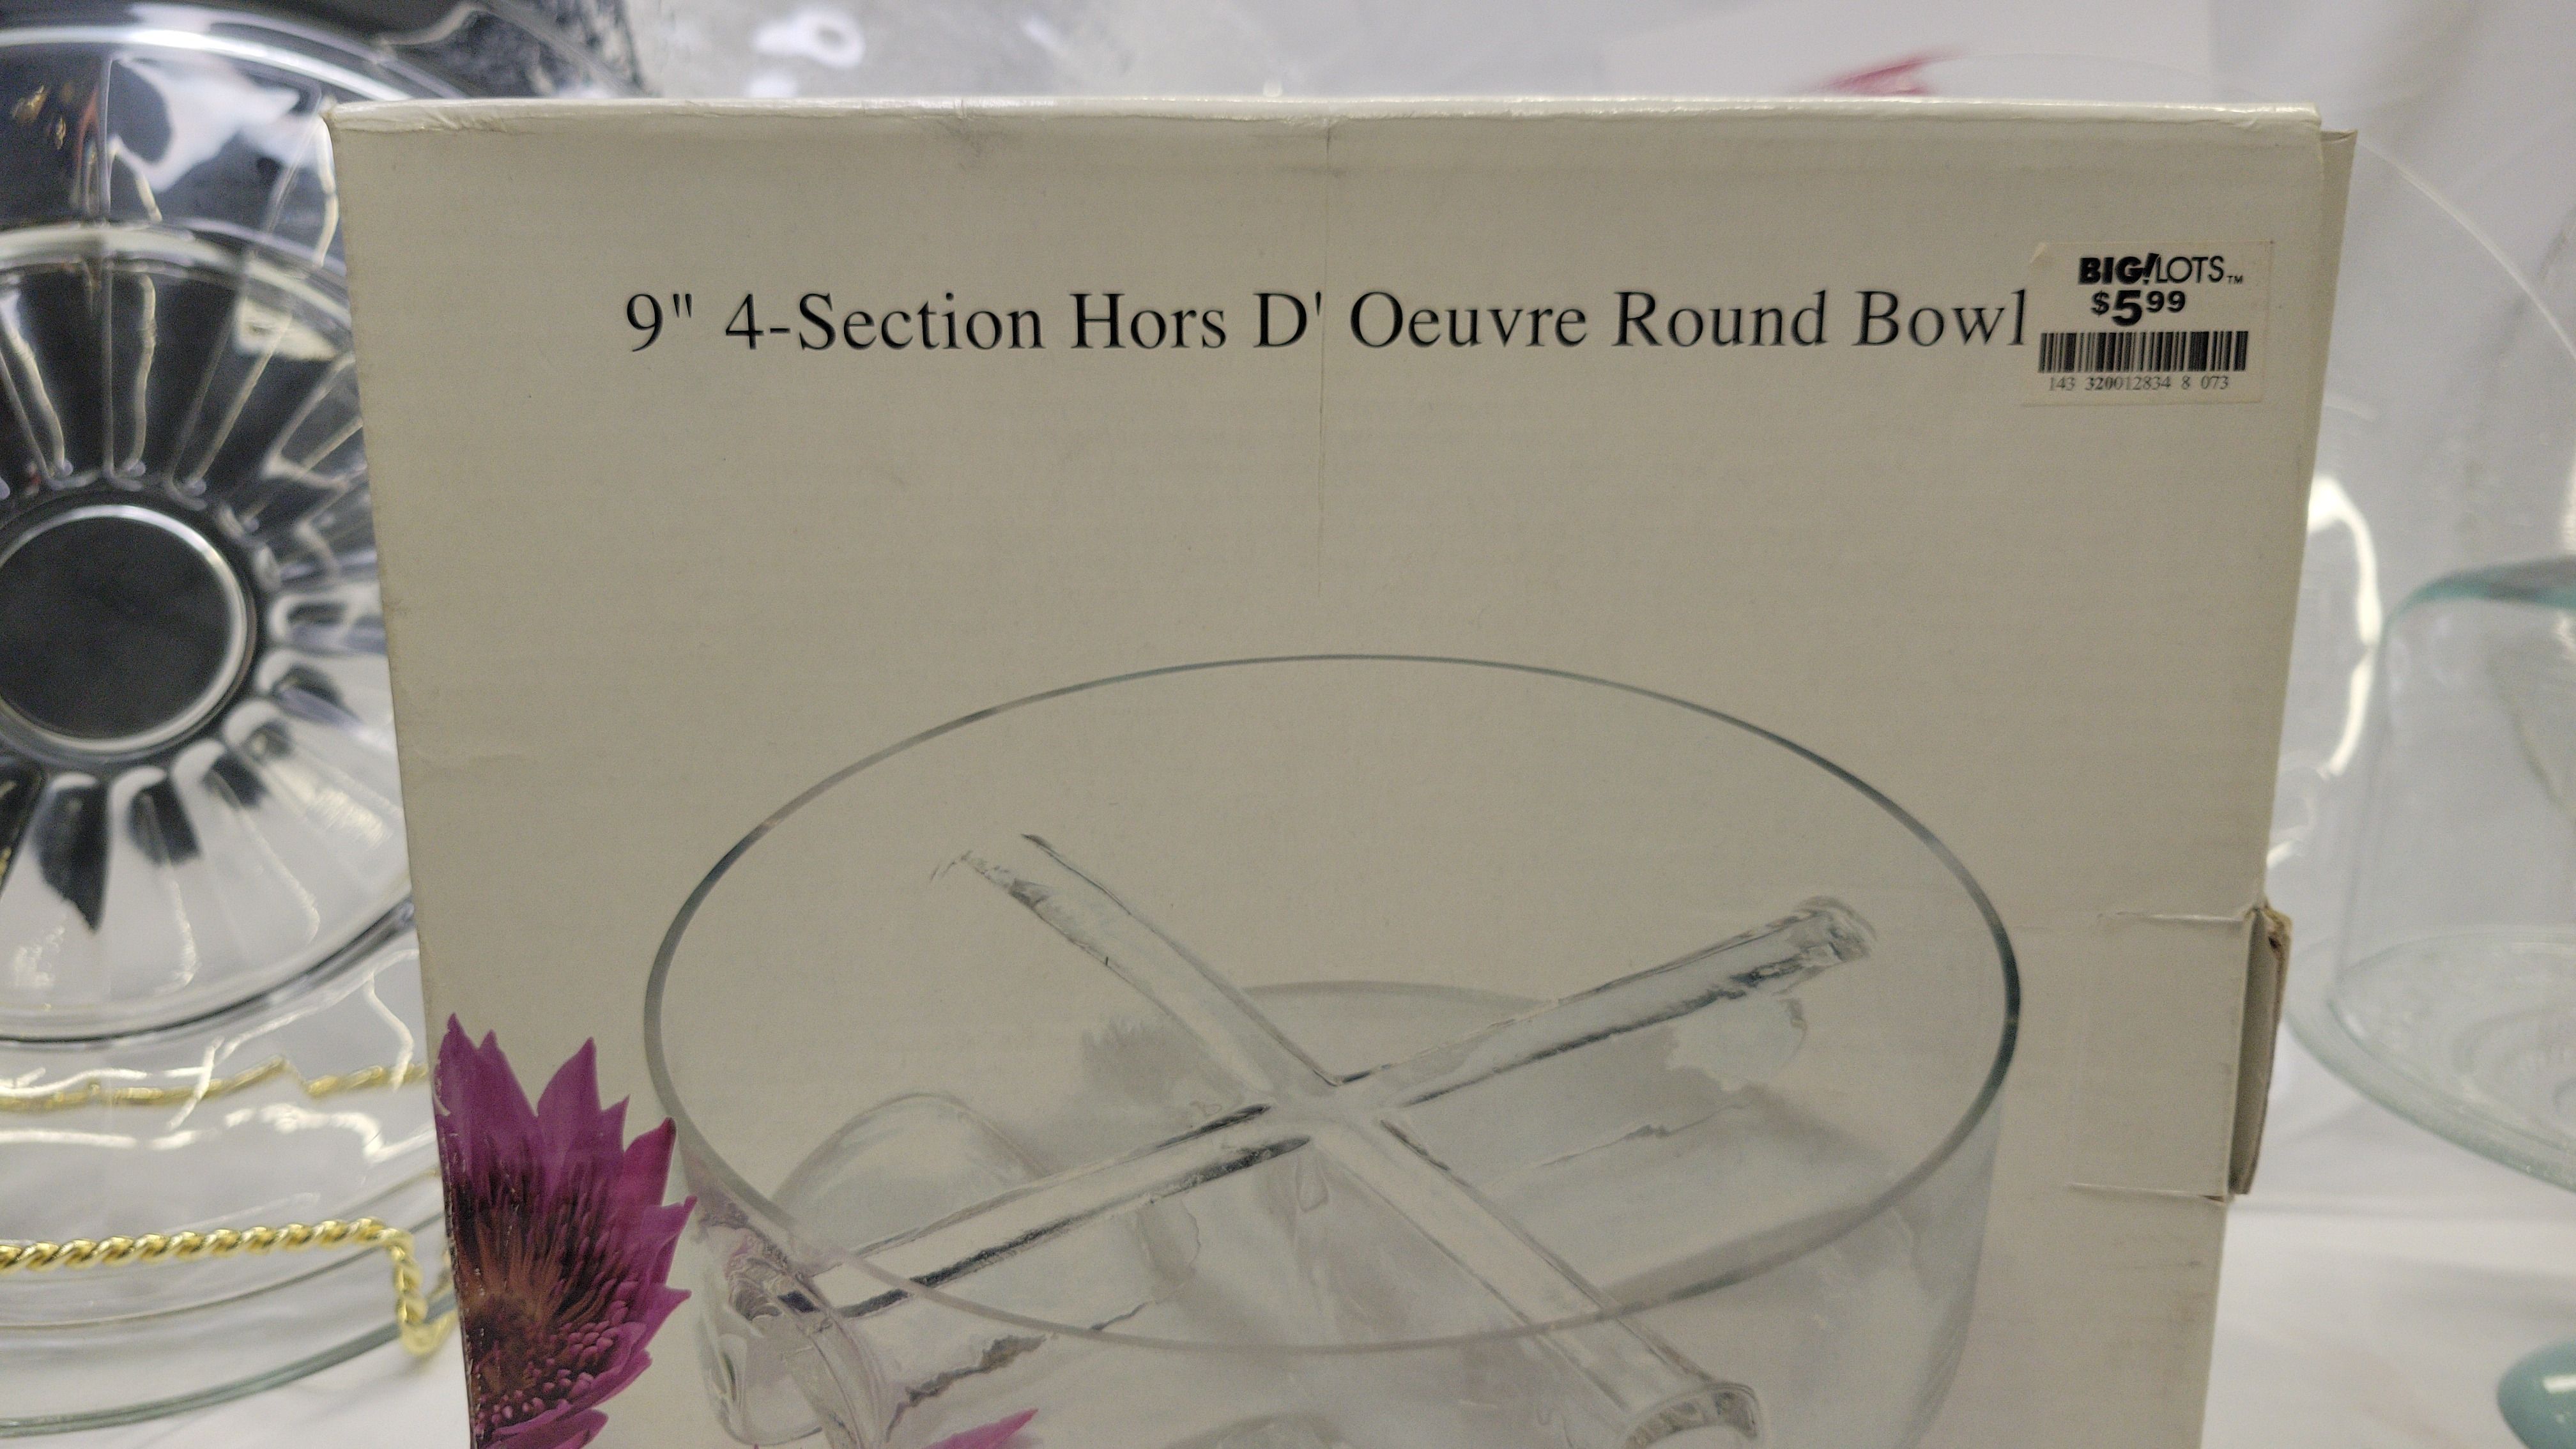 9" 4-Section Hors D' Oeuvre Round Bowl
BIG!LOTS™
$5.99
143 320012834 8 073